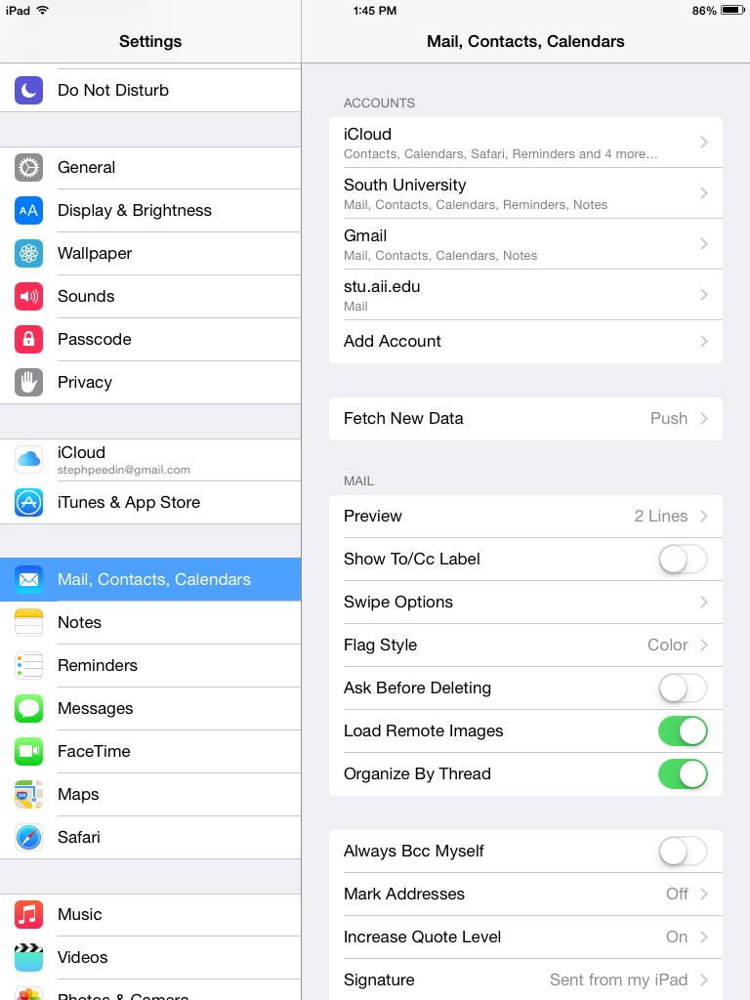 iPad 1:45 PM 86%
Settings
Do Not Disturb
General
AA Display & Brightness
Wallpaper
Sounds
Passcode
Privacy
iCloud
stephpeedin@gmail.com
iTunes & App Store
Mail, Contacts, Calendars
Notes
Reminders
Messages
FaceTime
280 Maps
Safari
Music
Videos
Photos & Camera
Mail, Contacts, Calendars
ACCOUNTS
iCloud
Contacts, Calendars, Safari, Reminders and 4 more...
South University
Mail, Contacts, Calendars, Reminders, Notes
Gmail
Mail, Contacts, Calendars, Notes
stu.aii.edu
Mail
Add Account
Fetch New Data Push
MAIL
Preview 2 Lines
Show To/Cc Label
Swipe Options
Flag Style Color
Ask Before Deleting
Load Remote Images
Organize By Thread
Always Bcc Myself
Mark Addresses Off
Increase Quote Level On
Signature Sent from my iPad